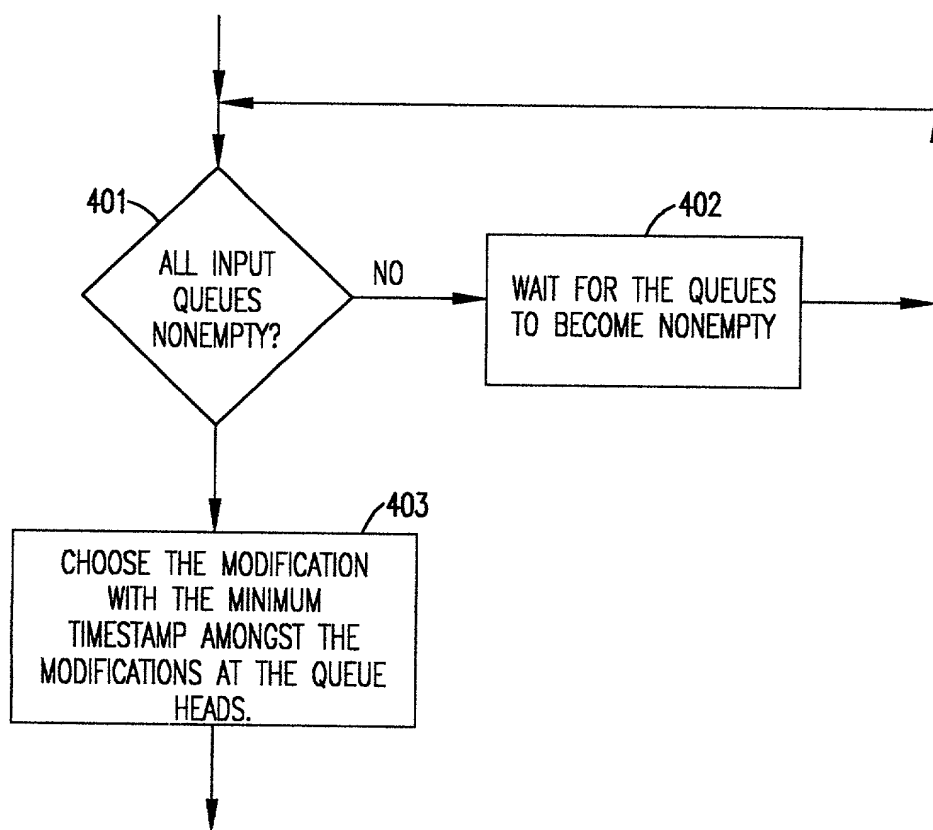 401
ALL INPUT
QUEUES
NONEMPTY?
NO
402
WAIT FOR THE QUEUES
TO BECOME NONEMPTY
403
CHOOSE THE MODIFICATION
WITH THE MINIMUM
TIMESTAMP AMONGST THE
MODIFICATIONS AT THE QUEUE
HEADS.